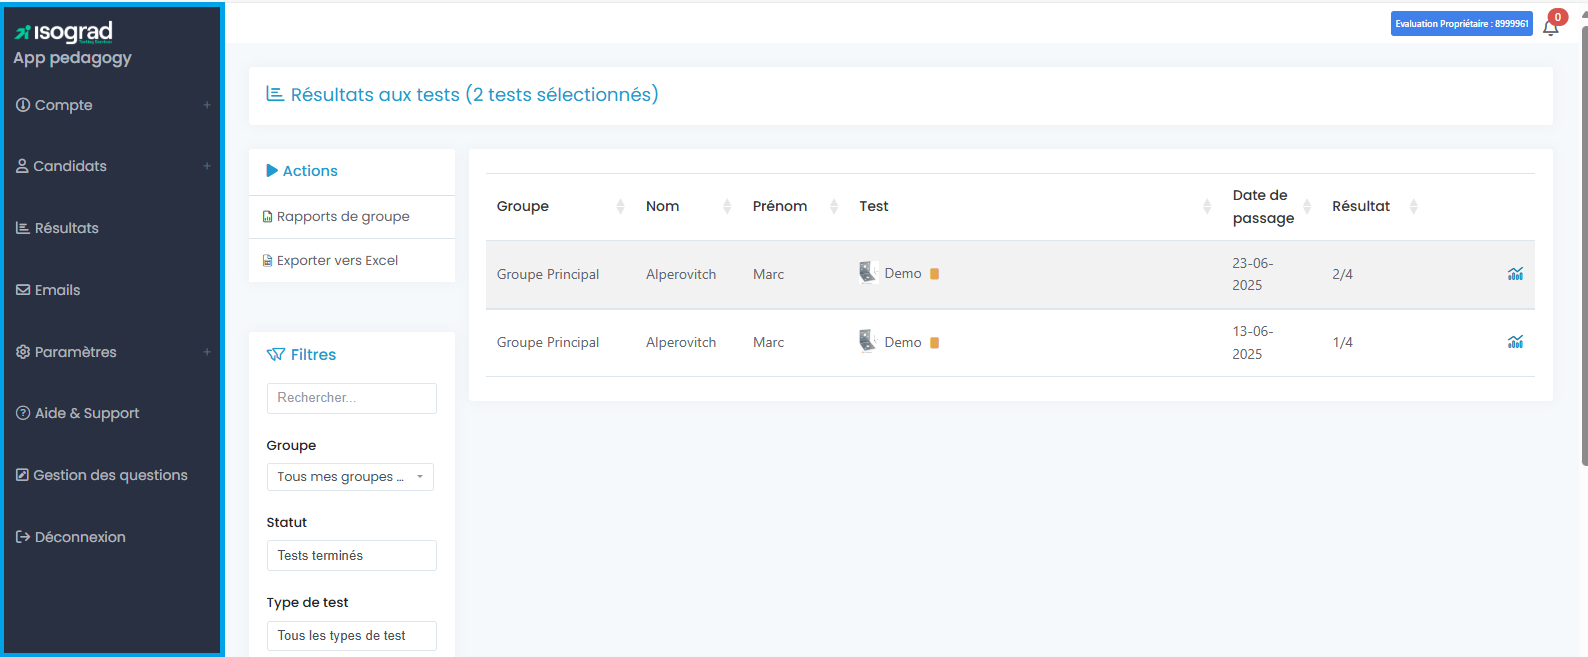 isograd
App pedagogy
Compte
Candidats
Résultats
Emails
Paramètres
Aide & Support
Gestion des questions
Déconnexion
Evaluation Propriétaire : 8999961
0
Résultats aux tests (2 tests sélectionnés)
Actions
Rapports de groupe
Exporter vers Excel
Filtres
Rechercher...
Groupe
Tous mes groupes ...
Statut
Tests terminés
Type de test
Tous les types de test
Groupe Nom Prénom Test Date de passage Résultat
Groupe Principal Alperovitch Marc Demo 23-06-2025 2/4
Groupe Principal Alperovitch Marc Demo 13-06-2025 1/4